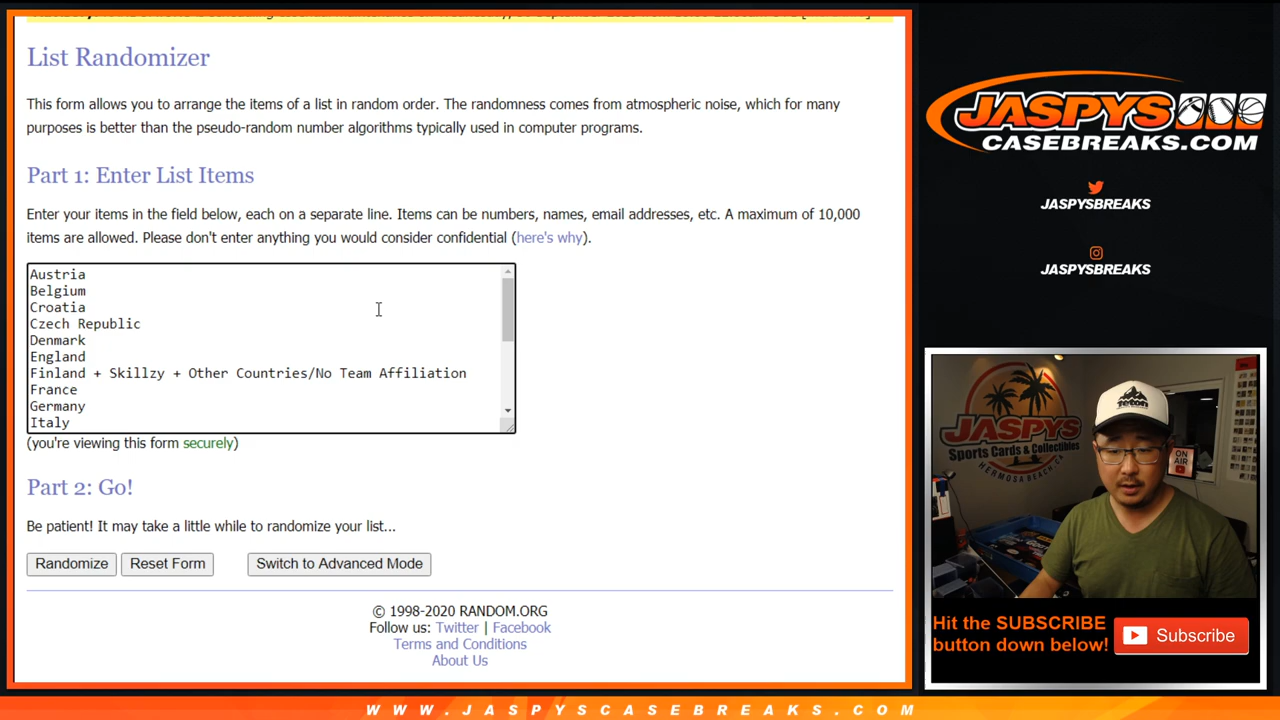 List Randomizer
This form allows you to arrange the items of a list in random order. The randomness comes from atmospheric noise, which for many
purposes is better than the pseudo-random number algorithms typically used in computer programs.
Part 1: Enter List Items
Enter your items in the field below, each on a separate line. Items can be numbers, names, email addresses, etc. A maximum of 10,000
items are allowed. Please don't enter anything you would consider confidential (here's why).
Austria
Belgium
Croatia
Czech Republic
Denmark
England
Finland + Skillzy + Other Countries/No Team Affiliation
France
Germany
Italy
(you're viewing this form securely)
Part 2: Go!
Be patient! It may take a little while to randomize your list...
Randomize Reset Form Switch to Advanced Mode
© 1998-2020 RANDOM.ORG
Follow us: Twitter | Facebook
Terms and Conditions
About Us
JASPYS
CASEBREAKS.COM
JASPYSBREAKS
JASPYSBREAKS
JASPYS
Sports Cards & Collectibles
HERMOSA BEACH, CA
ON
AIR
Hit the SUBSCRIBE
button down below!
Subscribe
WWW.JASPYSCASEBREAKS.COM